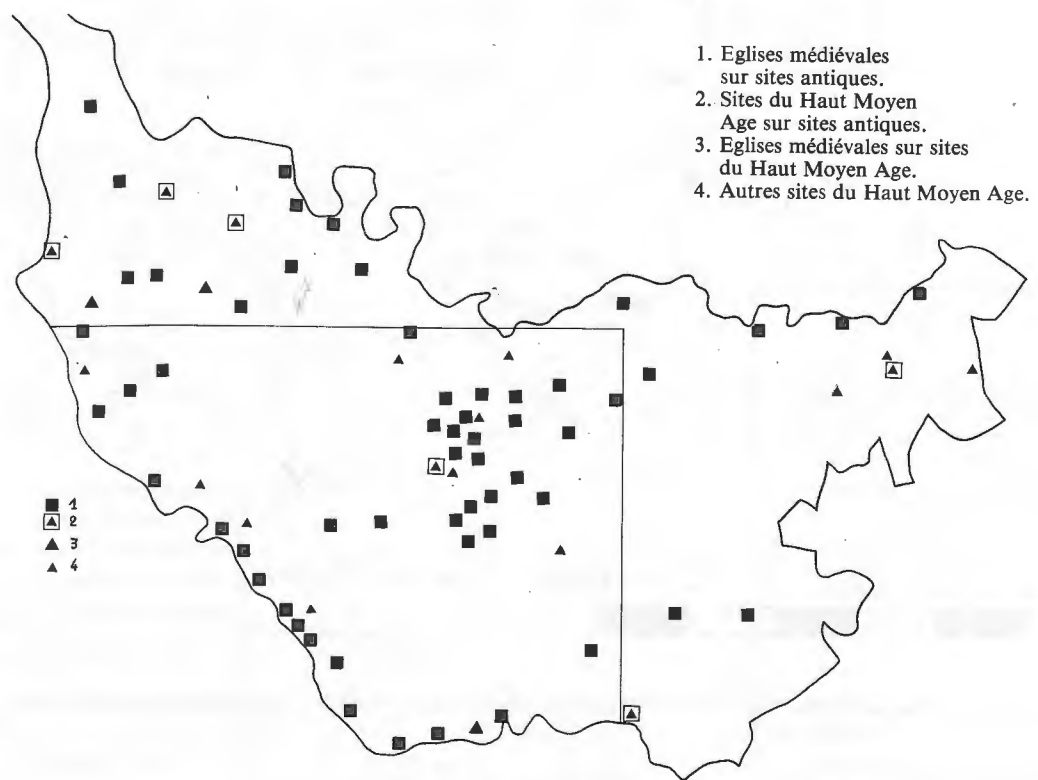 1. Eglises médiévales
sur sites antiques.
2. Sites du Haut Moyen
Age sur sites antiques.
3. Eglises médiévales sur sites
du Haut Moyen Age.
4. Autres sites du Haut Moyen Age.
1
2
3
4